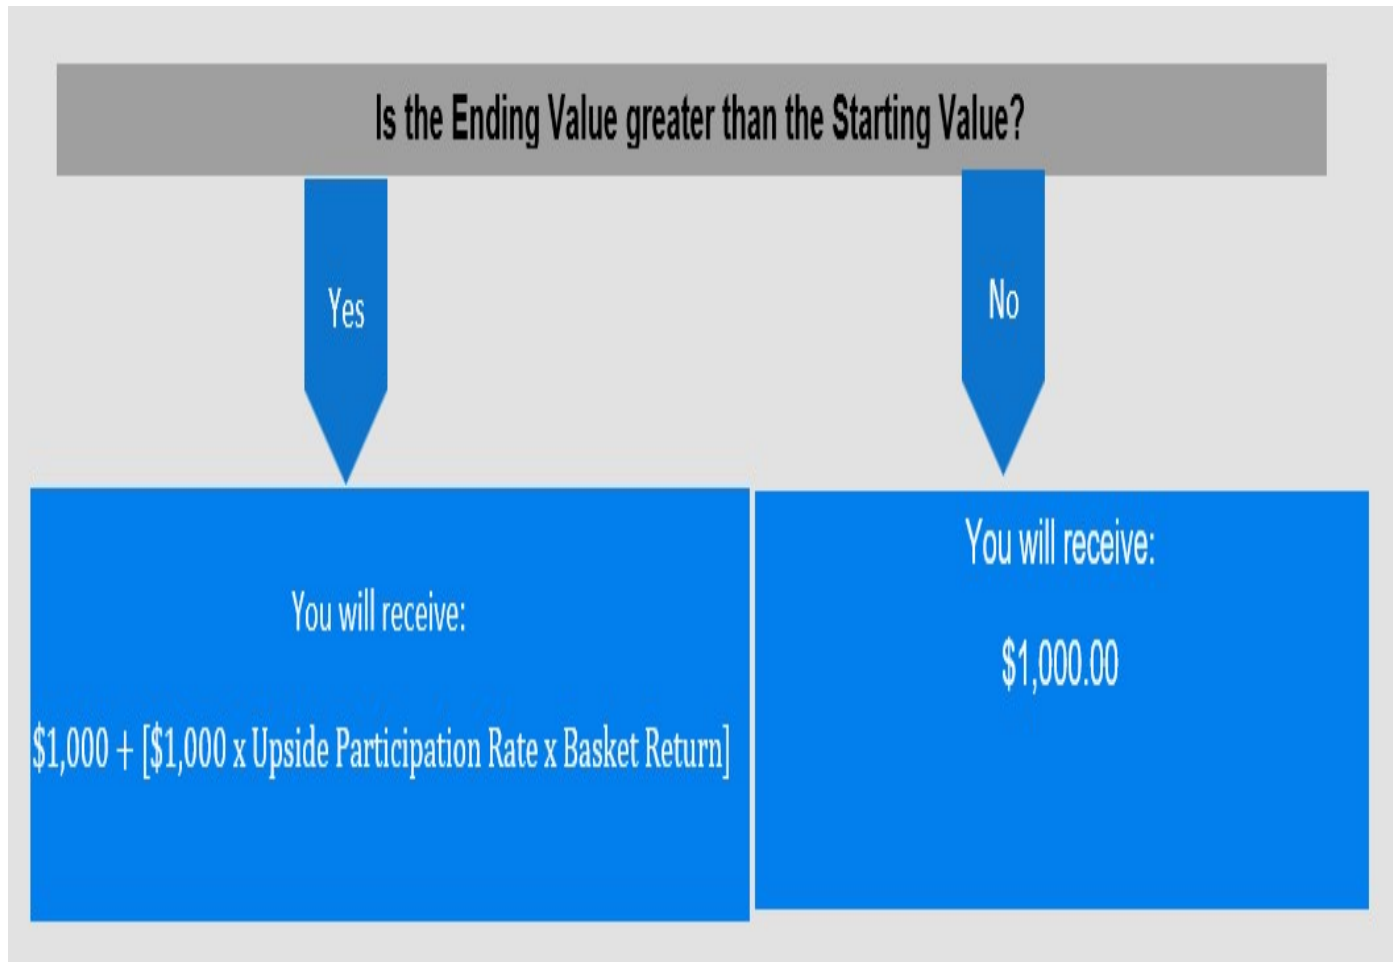 Is the Ending Value greater than the Starting Value?
Yes
No
You will receive:
$1,000 + [$1,000 x Upside Participation Rate x Basket Return]
You will receive:
$1,000.00